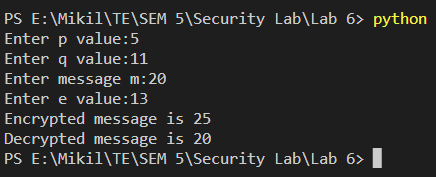 PS E:\Mikil\TE\SEM 5\Security Lab\Lab 6> python
Enter p value:5
Enter q value:11
Enter message m:20
Enter e value:13
Encrypted message is 25
Decrypted message is 20
PS E:\Mikil\TE\SEM 5\Security Lab\Lab 6>